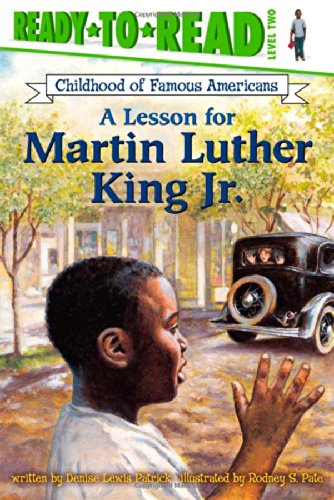 READY★TO★READ
LEVEL TWO
Childhood of Famous Americans
A Lesson for
Martin Luther
King Jr.
written by Denise Lewis Patrick illustrated by Rodney S. Pate